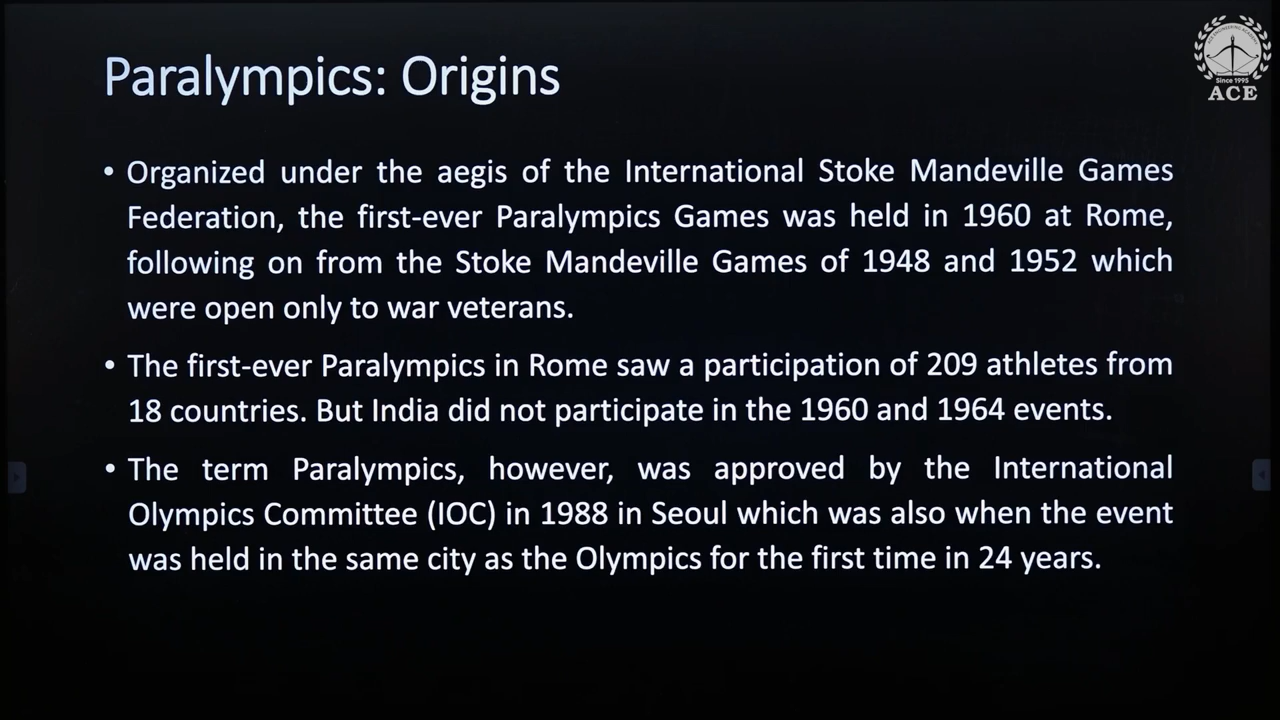 Paralympics: Origins
Since 1995
ACE
• Organized under the aegis of the International Stoke Mandeville Games
Federation, the first-ever Paralympics Games was held in 1960 at Rome,
following on from the Stoke Mandeville Games of 1948 and 1952 which
were open only to war veterans.
• The first-ever Paralympics in Rome saw a participation of 209 athletes from
18 countries. But India did not participate in the 1960 and 1964 events.
• The term Paralympics, however, was approved by the International
Olympics Committee (IOC) in 1988 in Seoul which was also when the event
was held in the same city as the Olympics for the first time in 24 years.